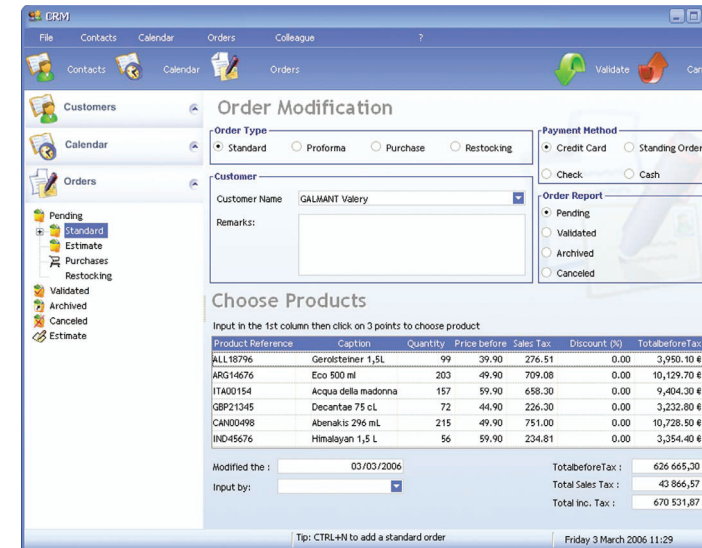 CRM
File Contacts Calendar Orders Colleague ?
Contacts Calendar Orders Validate Can
Customers
Calendar
Orders
Pending
Standard
Estimate
Purchases
Restocking
Validated
Archived
Canceled
Estimate
Order Modification
Order Type
Standard Proforma Purchase Restocking
Payment Method
Credit Card Standing Order
Check Cash
Customer
Customer Name GALMANT Valery
Remarks:
Order Report
Pending
Validated
Archived
Canceled
Choose Products
Input in the 1st column then click on 3 points to choose product
Product Reference Caption Quantity Price before Sales Tax Discount (%) TotalbeforeTax
ALL18796 Gerolsteiner 1,5L 99 39.90 276.51 0.00 3,950.10 €
ARG14676 Eco 500 ml 203 49.90 709.08 0.00 10,129.70 €
ITA00154 Acqua della madonna 157 59.90 658.30 0.00 9,404.30 €
GBP21345 Decantae 75 cL 72 44.90 226.30 0.00 3,232.80 €
CAN00498 Abenakis 296 mL 215 49.90 751.00 0.00 10,728.50 €
IND45676 Himalayan 1,5 L 56 59.90 234.81 0.00 3,354.40 €
Modified the : 03/03/2006
Input by:
TotalbeforeTax : 626 665,30
Total Sales Tax : 43 866,57
Total inc. Tax : 670 531,87
Tip: CTRL+N to add a standard order Friday 3 March 2006 11:29